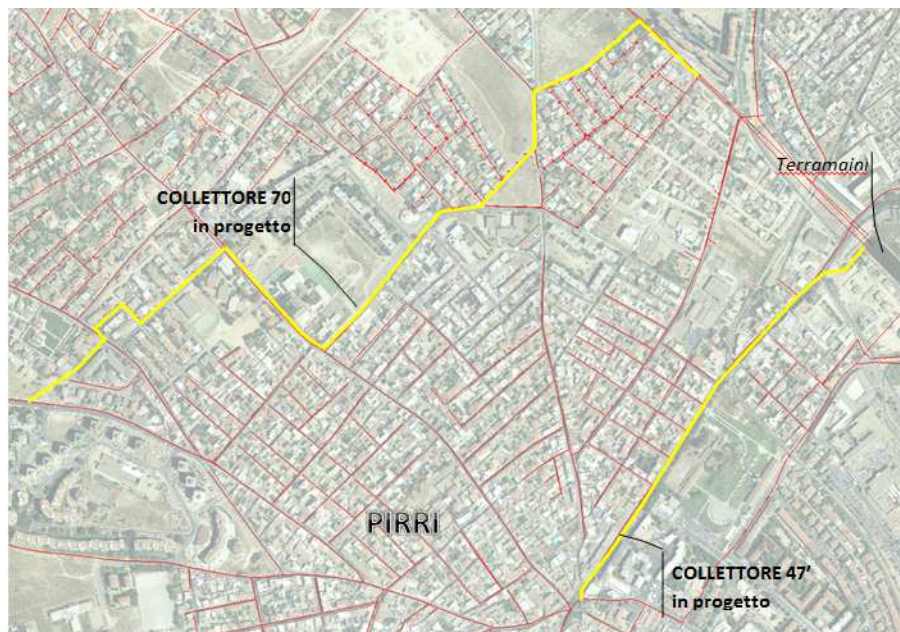 Terramaini
COLLETTORE 70
in progetto
PIRRI
COLLETTORE 47'
in progetto